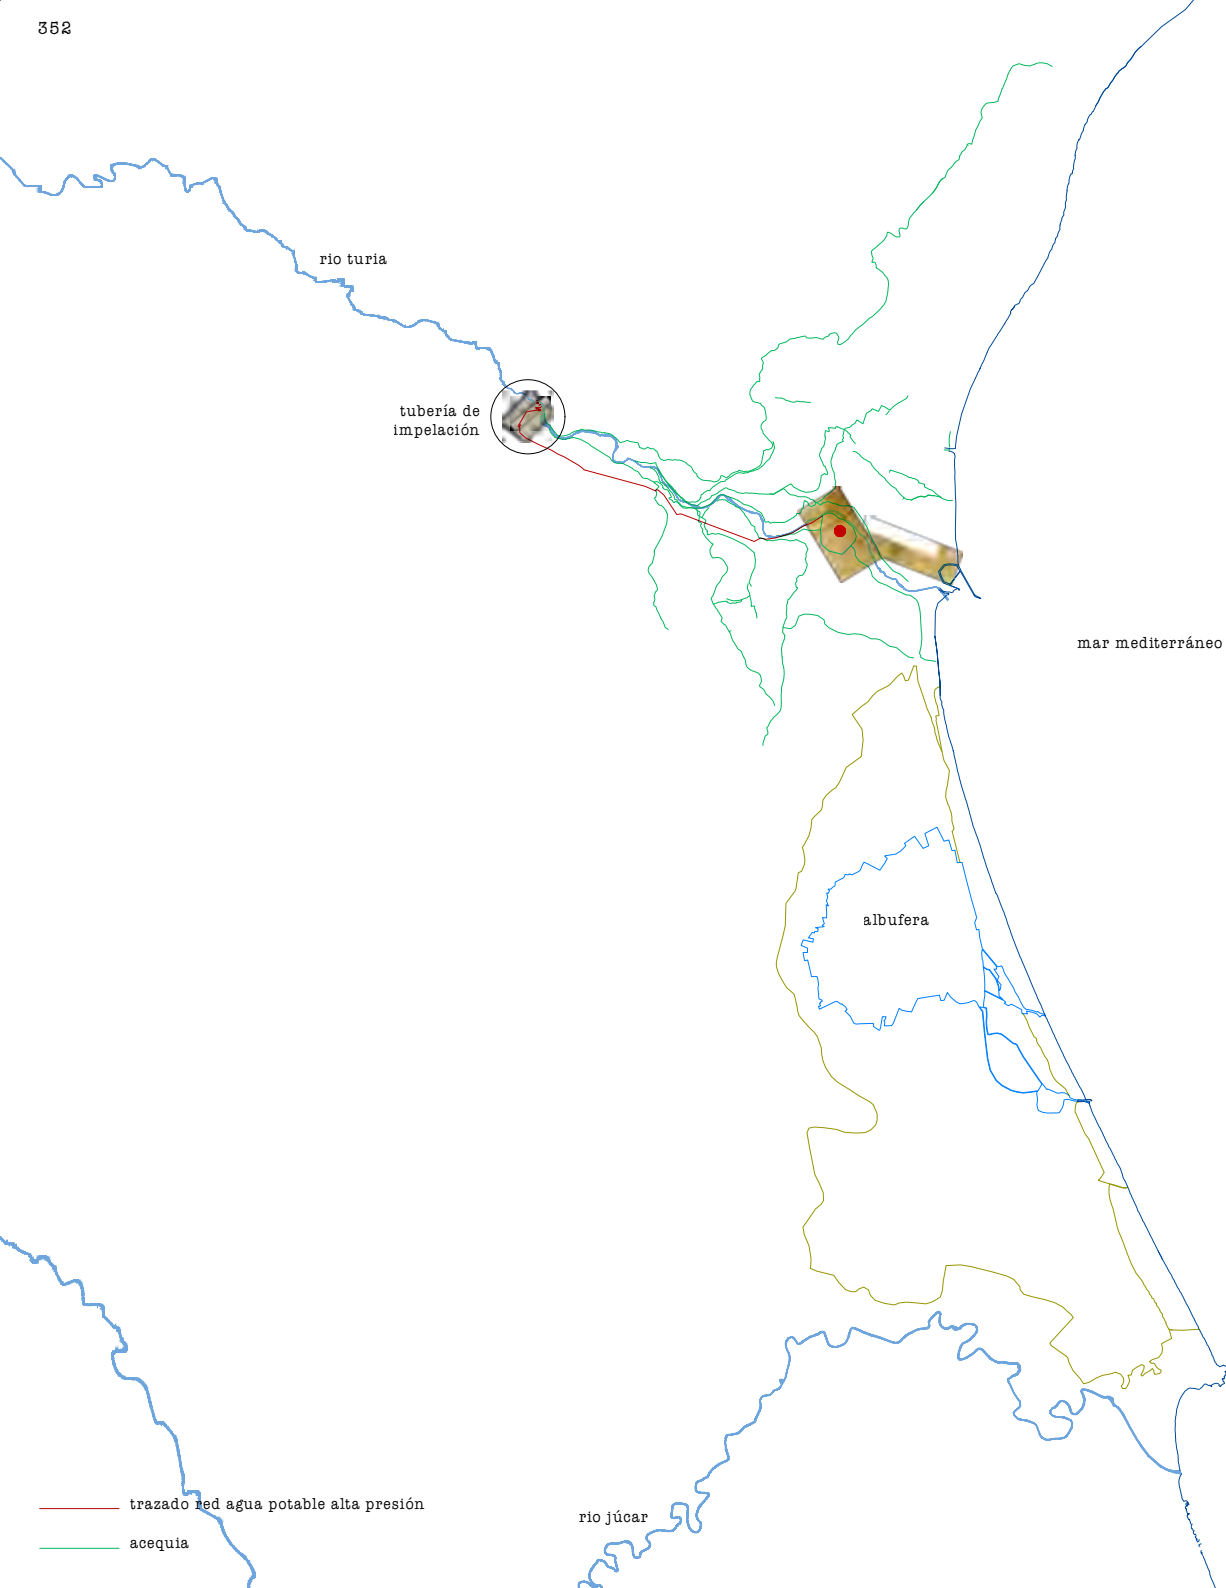 352
rio turia
tubería de
impelación
mar mediterráneo
albufera
trazado red agua potable alta presión
rio júcar
acequia